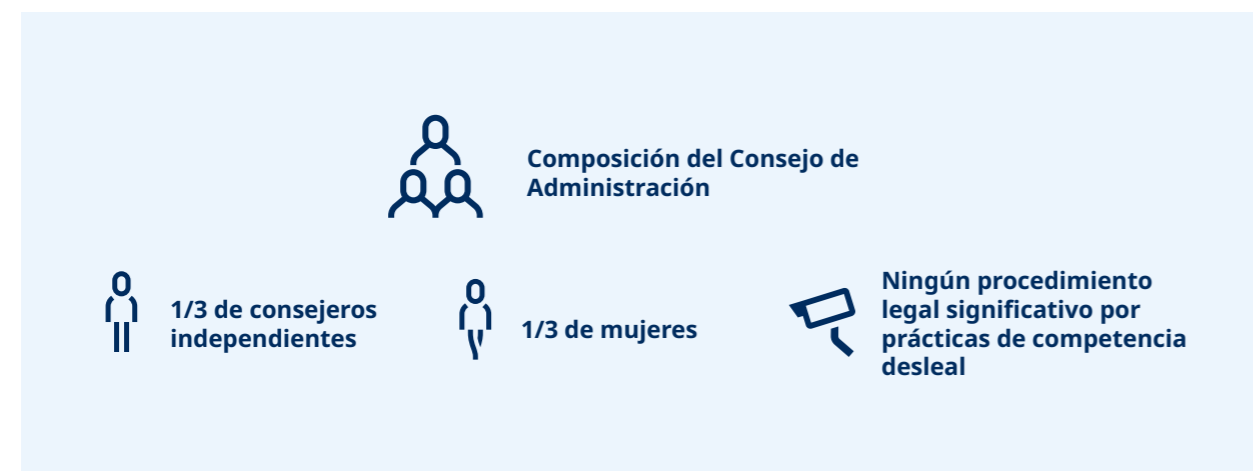 Composición del Consejo de
Administración
1/3 de consejeros
independientes
1/3 de mujeres
Ningún procedimiento
legal significativo por
prácticas de competencia
desleal